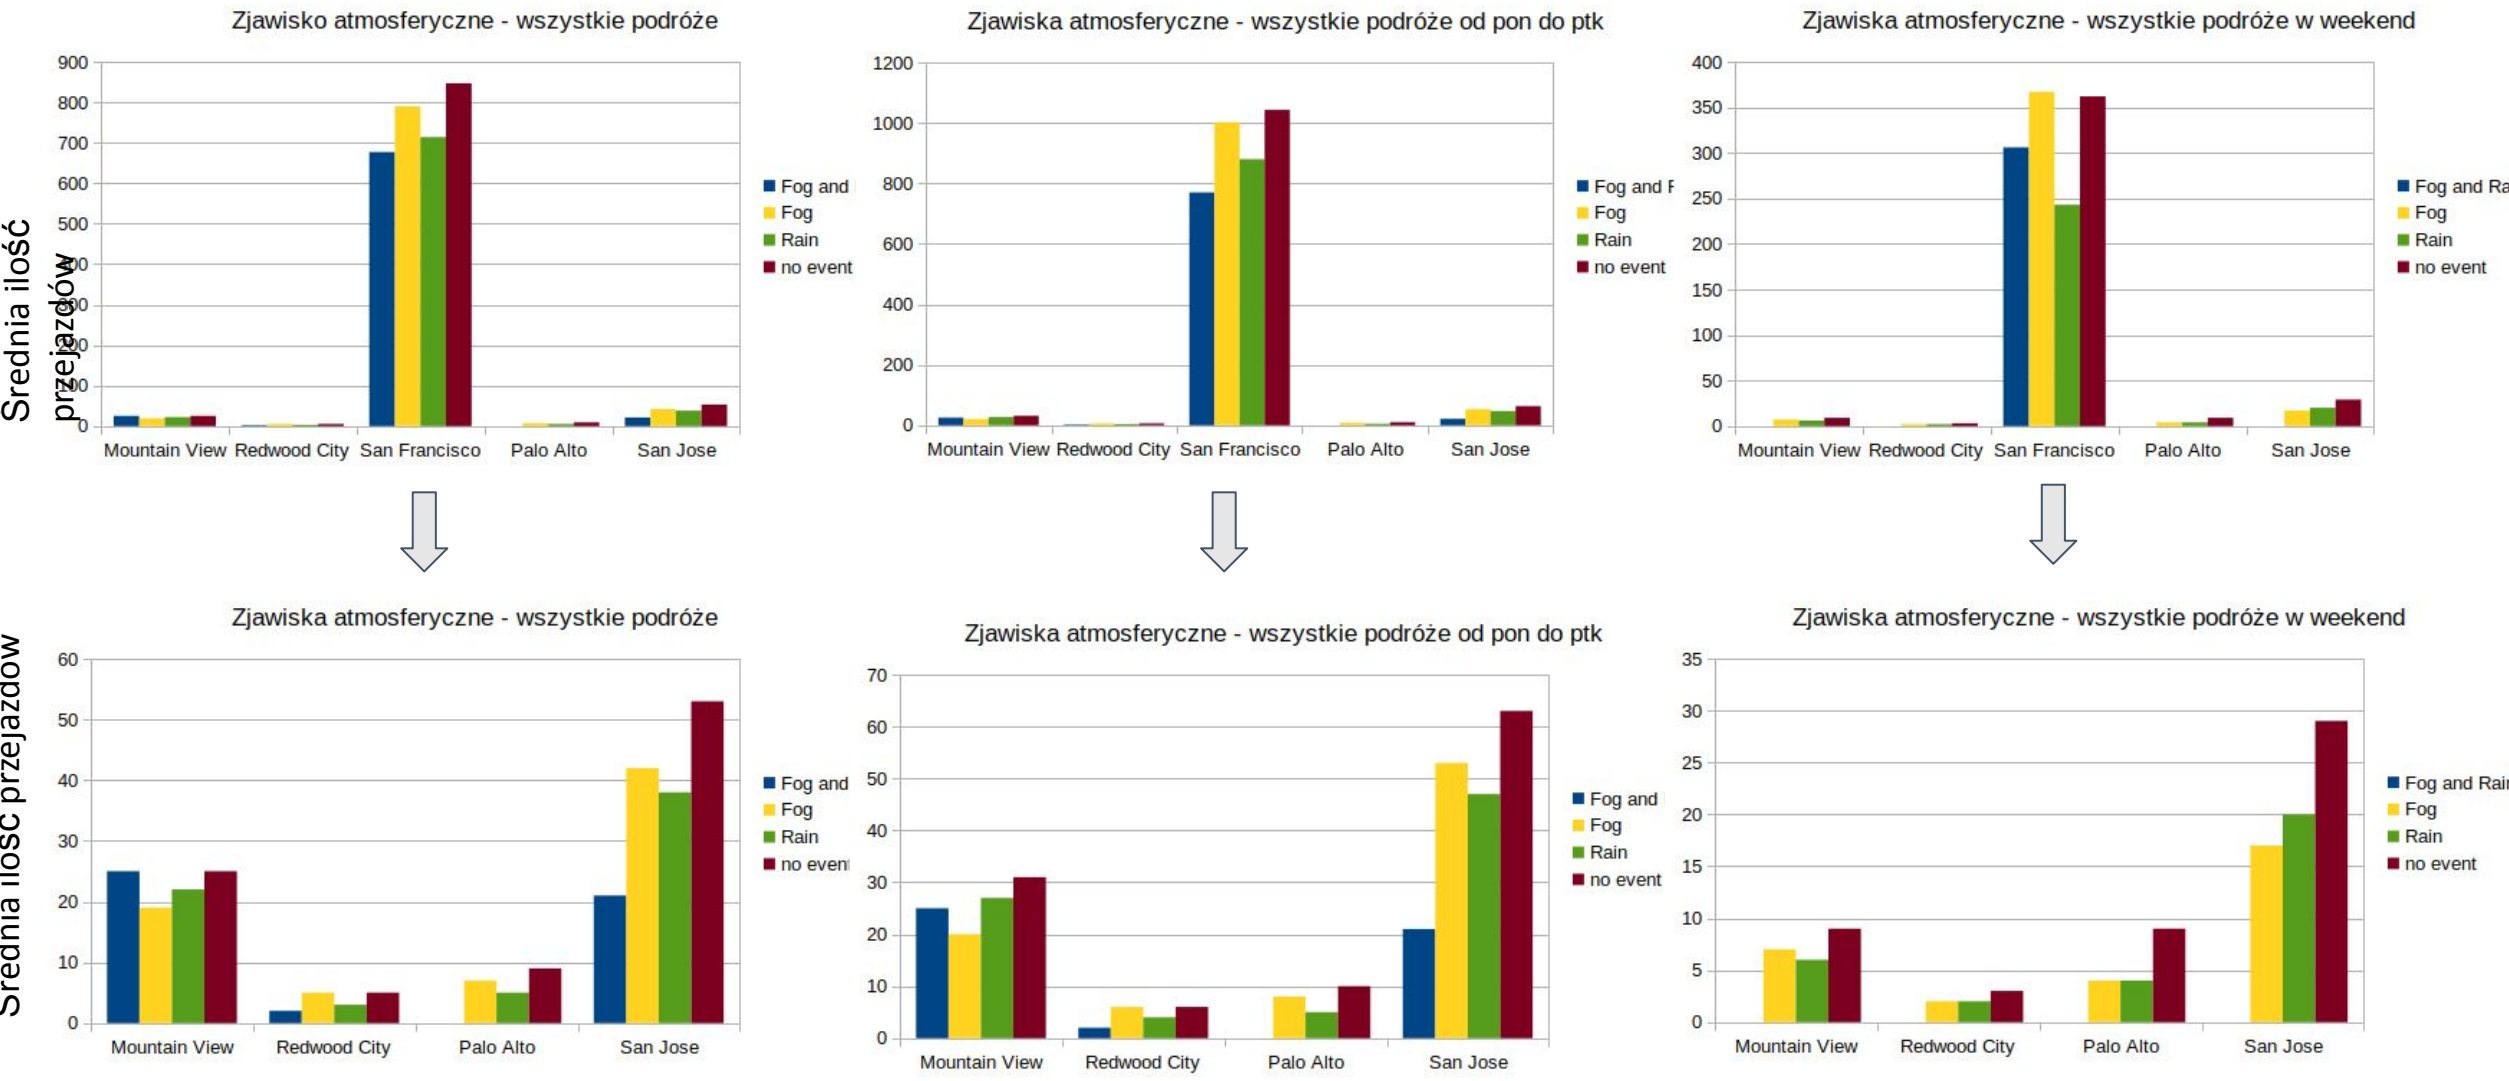 Zjawisko atmosferyczne - wszystkie podróże
900
800
700
600
500
400
300
200
100
0
Mountain View Redwood City San Francisco Palo Alto San Jose
Fog and
Fog
Rain
no event
Średnia ilość
przejazdów
Zjawiska atmosferyczne - wszystkie podróże od pon do ptk
1200
1000
800
600
400
200
0
Mountain View Redwood City San Francisco Palo Alto San Jose
Fog and F
Fog
Rain
no event
Zjawiska atmosferyczne - wszystkie podróże w weekend
400
350
300
250
200
150
100
50
0
Mountain View Redwood City San Francisco Palo Alto San Jose
Fog and Ra
Fog
Rain
no event
Zjawiska atmosferyczne - wszystkie podróże
60
50
40
30
20
10
0
Mountain View Redwood City Palo Alto San Jose
Fog and
Fog
Rain
no event
Średnia ilość przejazdów
Zjawiska atmosferyczne - wszystkie podróże od pon do ptk
70
60
50
40
30
20
10
0
Mountain View Redwood City Palo Alto San Jose
Fog and
Fog
Rain
no event
Zjawiska atmosferyczne - wszystkie podróże w weekend
35
30
25
20
15
10
5
0
Mountain View Redwood City Palo Alto San Jose
Fog and Rain
Fog
Rain
no event